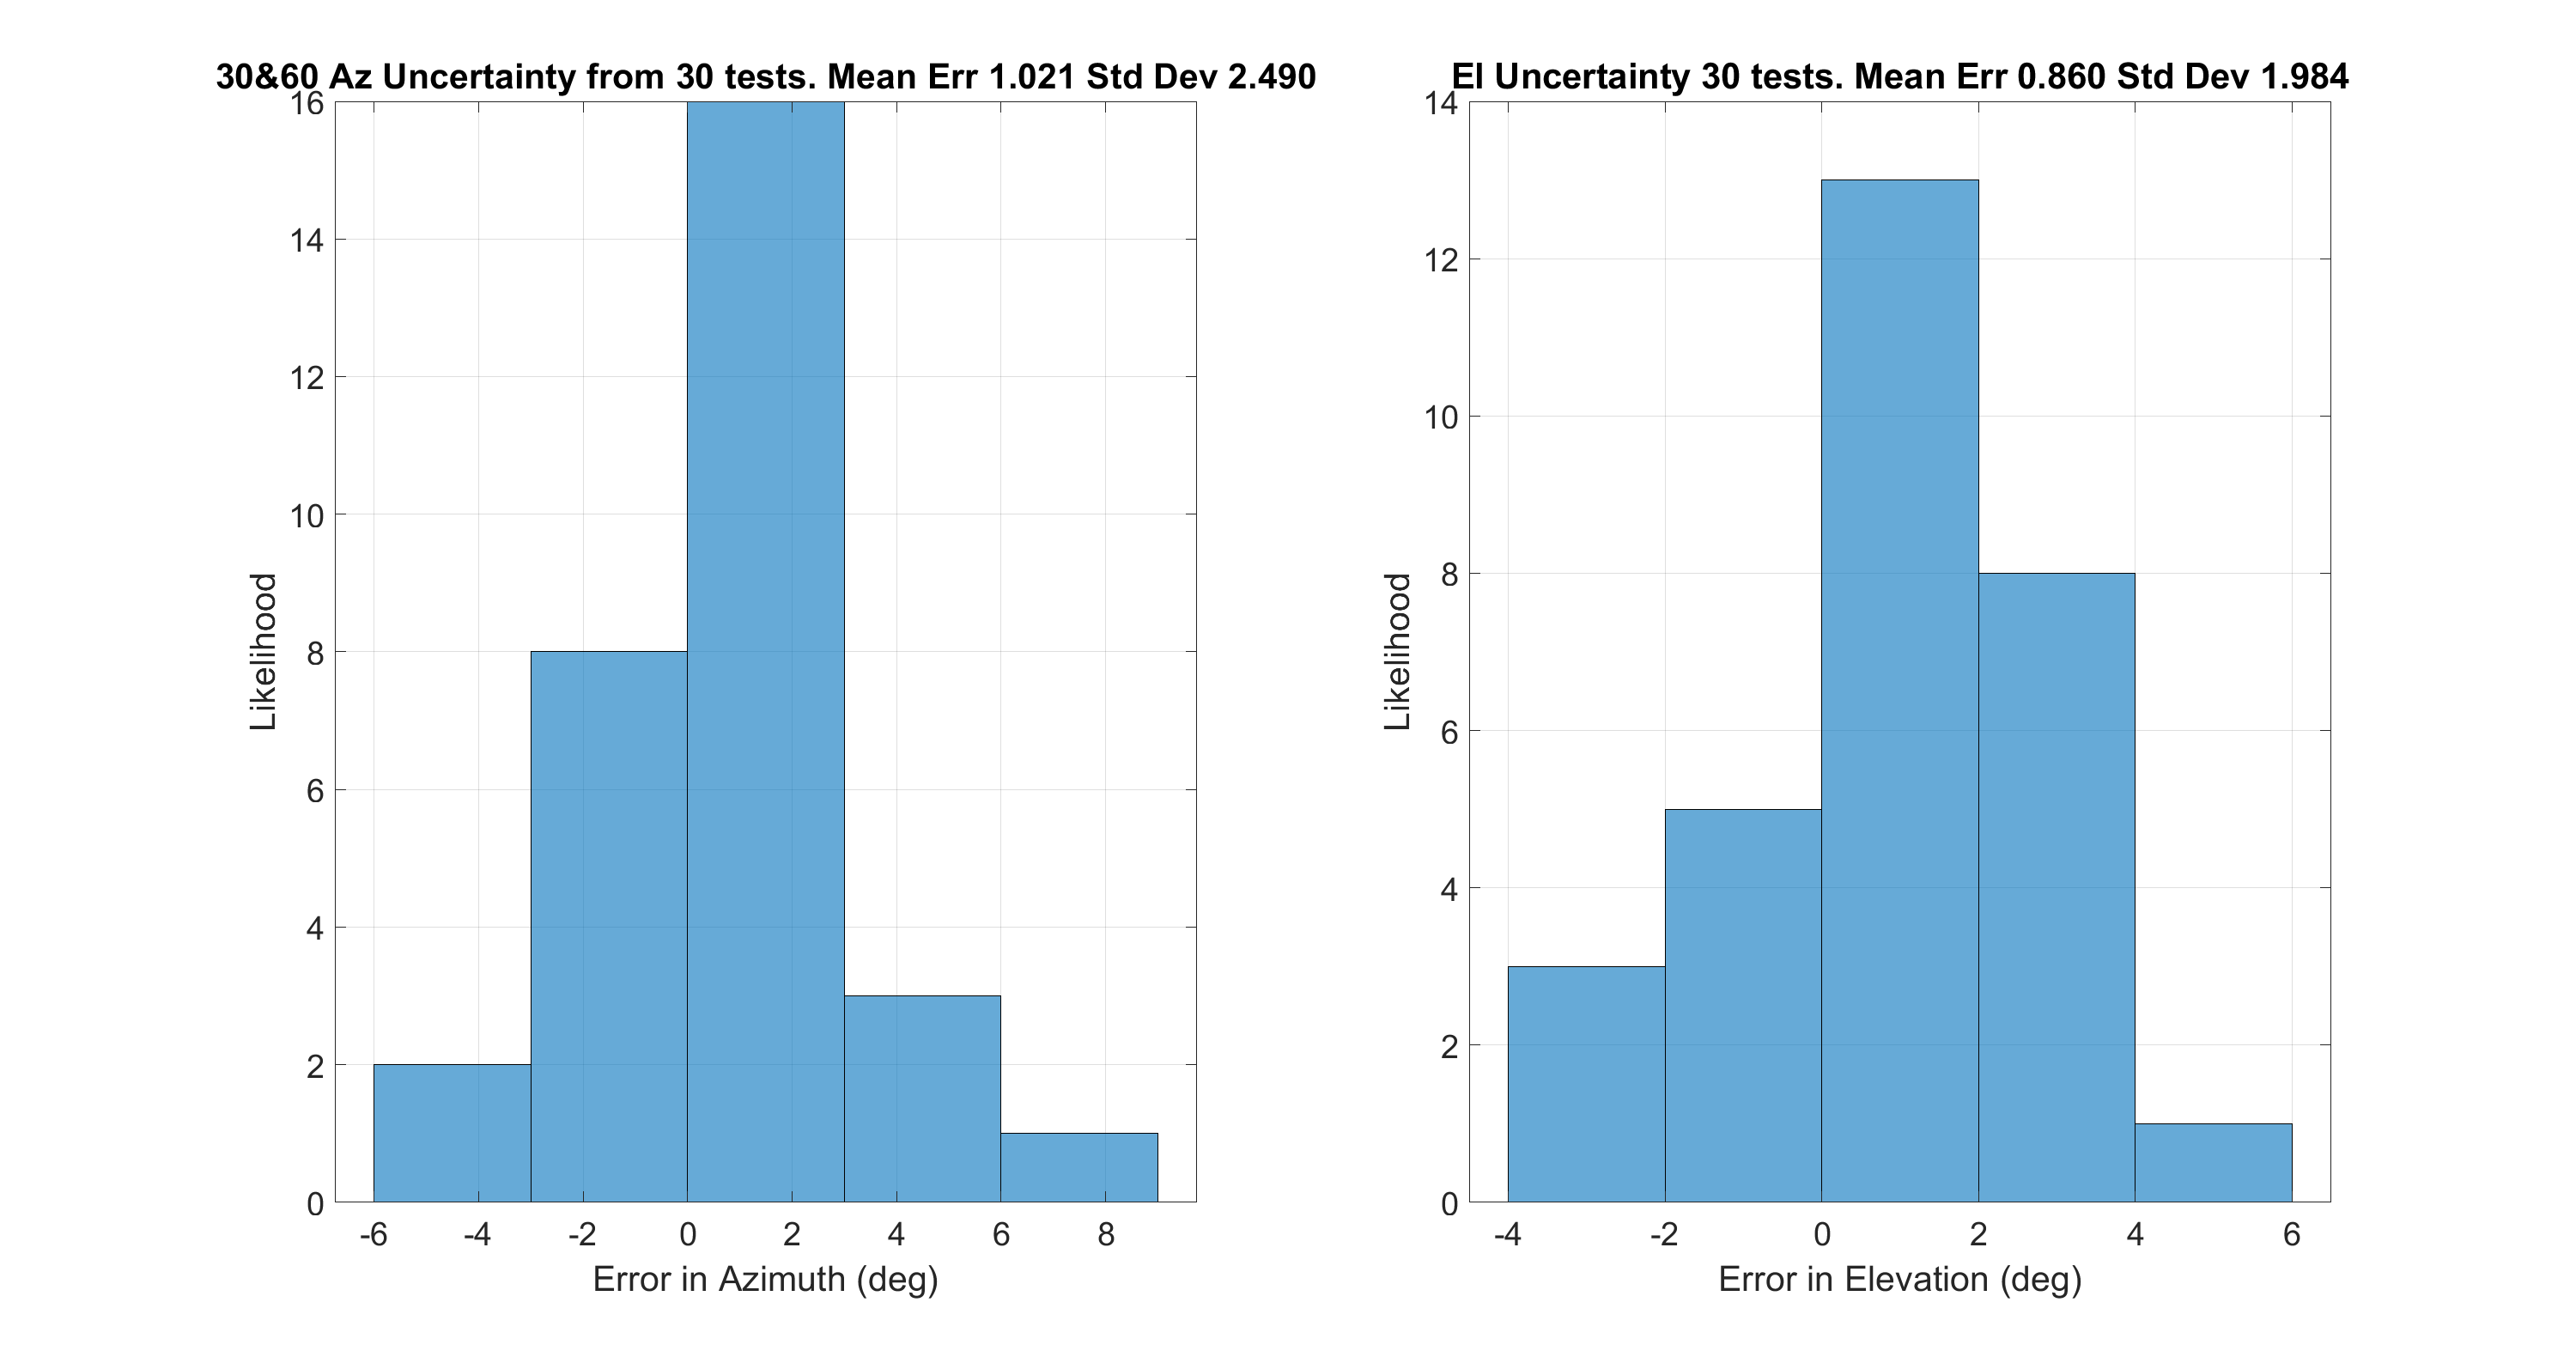 30&60 Az Uncertainty from 30 tests. Mean Err 1.021 Std Dev 2.490
16
14
12
10
8
6
4
2
0
Likelihood
-6 -4 -2 0 2 4 6 8
Error in Azimuth (deg)
El Uncertainty 30 tests. Mean Err 0.860 Std Dev 1.984
14
12
10
8
6
4
2
0
Likelihood
-4 -2 0 2 4 6
Error in Elevation (deg)